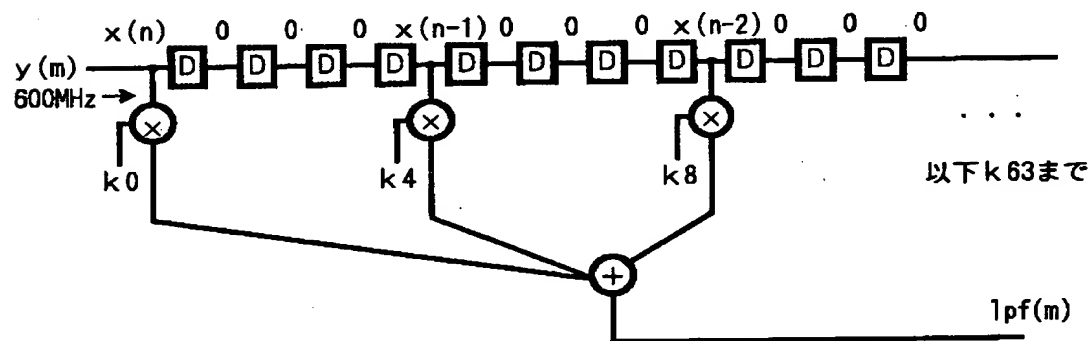 x(n) 0 0 0 x(n-1) 0 0 0 x(n-2) 0 0 0
y(m) D D D D D D D D D D D
600MHz→
× × ×
k0 k4 k8
. . .
以下k63まで
+
lpf(m)